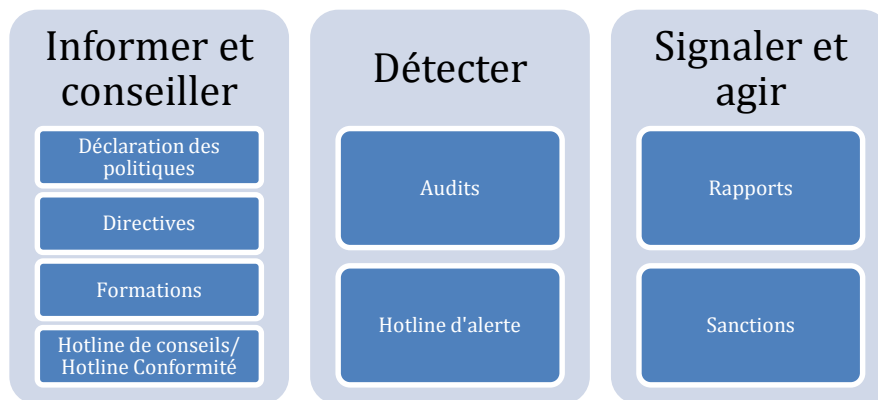 Informer et
conseiller
Déclaration des
politiques
Directives
Formations
Hotline de conseils/
Hotline Conformité
Détecter
Audits
Hotline d'alerte
Signaler et
agir
Rapports
Sanctions